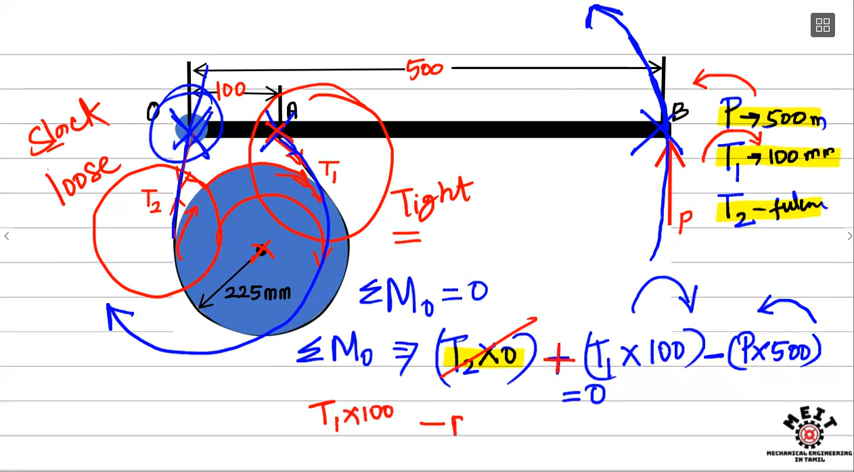 500
100
O
A
B
Slack
loose
T₂
T₁
Tight
P → 500 m
T₁ → 100 mm
T₂ - fulcrum
P
225mm
ΣM₀ = 0
ΣM₀ ⇒ (T₂ × 0) + (T₁ × 100) - (P × 500)
= 0
T₁ × 100 -
MEIT
MECHANICAL ENGINEERING
IN TAMIL